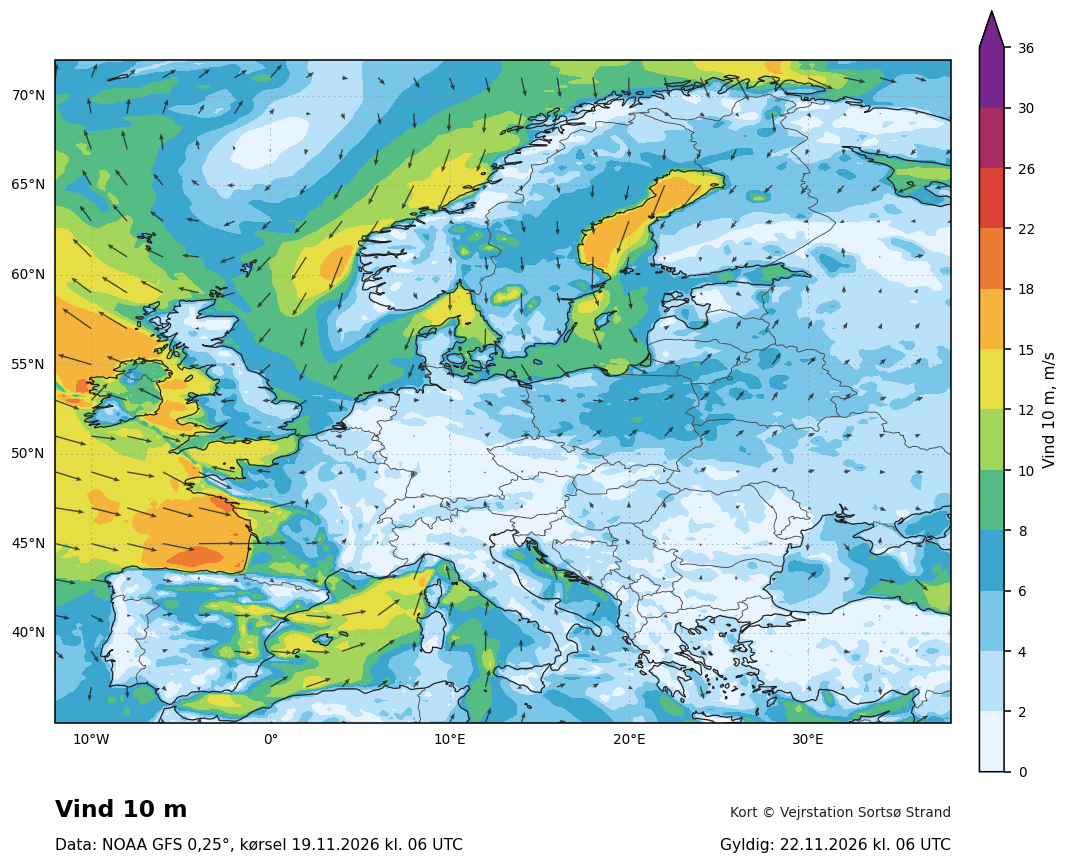 36
30
26
22
18
15
12
10
8
6
4
2
0
Vind 10 m, m/s
70°N
65°N
60°N
55°N
50°N
45°N
40°N
10°W
0°
10°E
20°E
30°E
Vind 10 m
Kort © Vejrstation Sortsø Strand
Data: NOAA GFS 0,25°, kørsel 19.11.2026 kl. 06 UTC
Gyldig: 22.11.2026 kl. 06 UTC